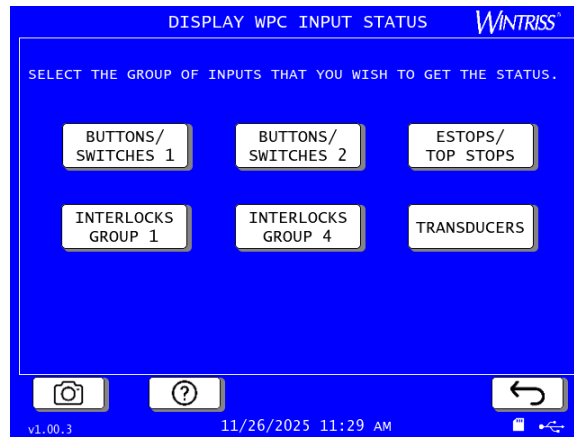 DISPLAY WPC INPUT STATUS
WINTRISS®
SELECT THE GROUP OF INPUTS THAT YOU WISH TO GET THE STATUS.
BUTTONS/
SWITCHES 1
BUTTONS/
SWITCHES 2
ESTOPS/
TOP STOPS
INTERLOCKS
GROUP 1
INTERLOCKS
GROUP 4
TRANSDUCERS
?
v1.00.3
11/26/2025 11:29 AM